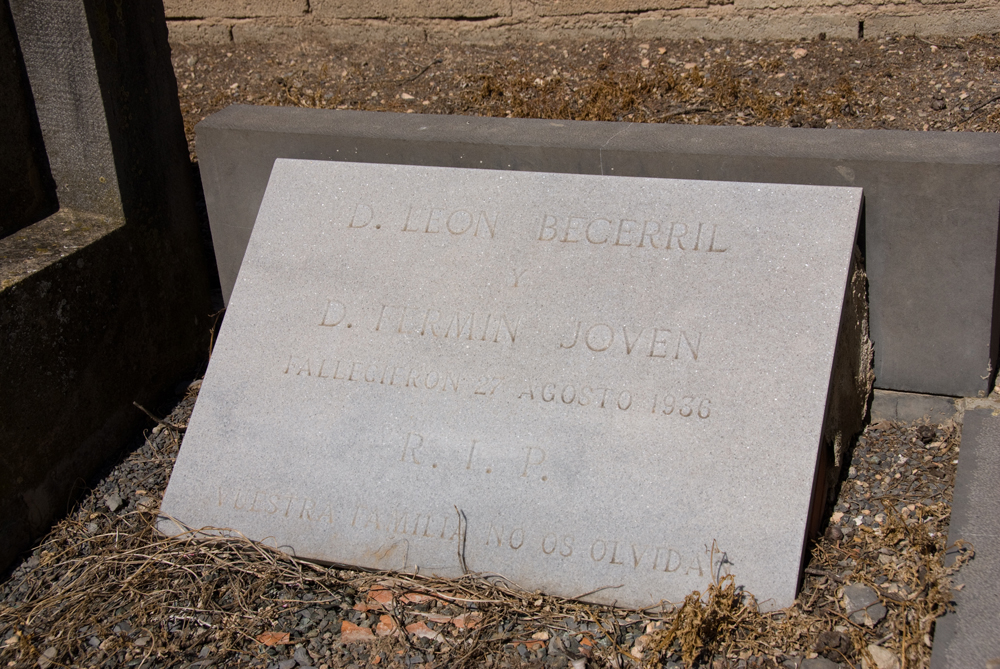 D. LEON BECERRIL
Y
D. FERMIN JOVEN
FALLECIERON 27 AGOSTO 1936
R. I. P.
VUESTRA FAMILIA NO OS OLVIDA